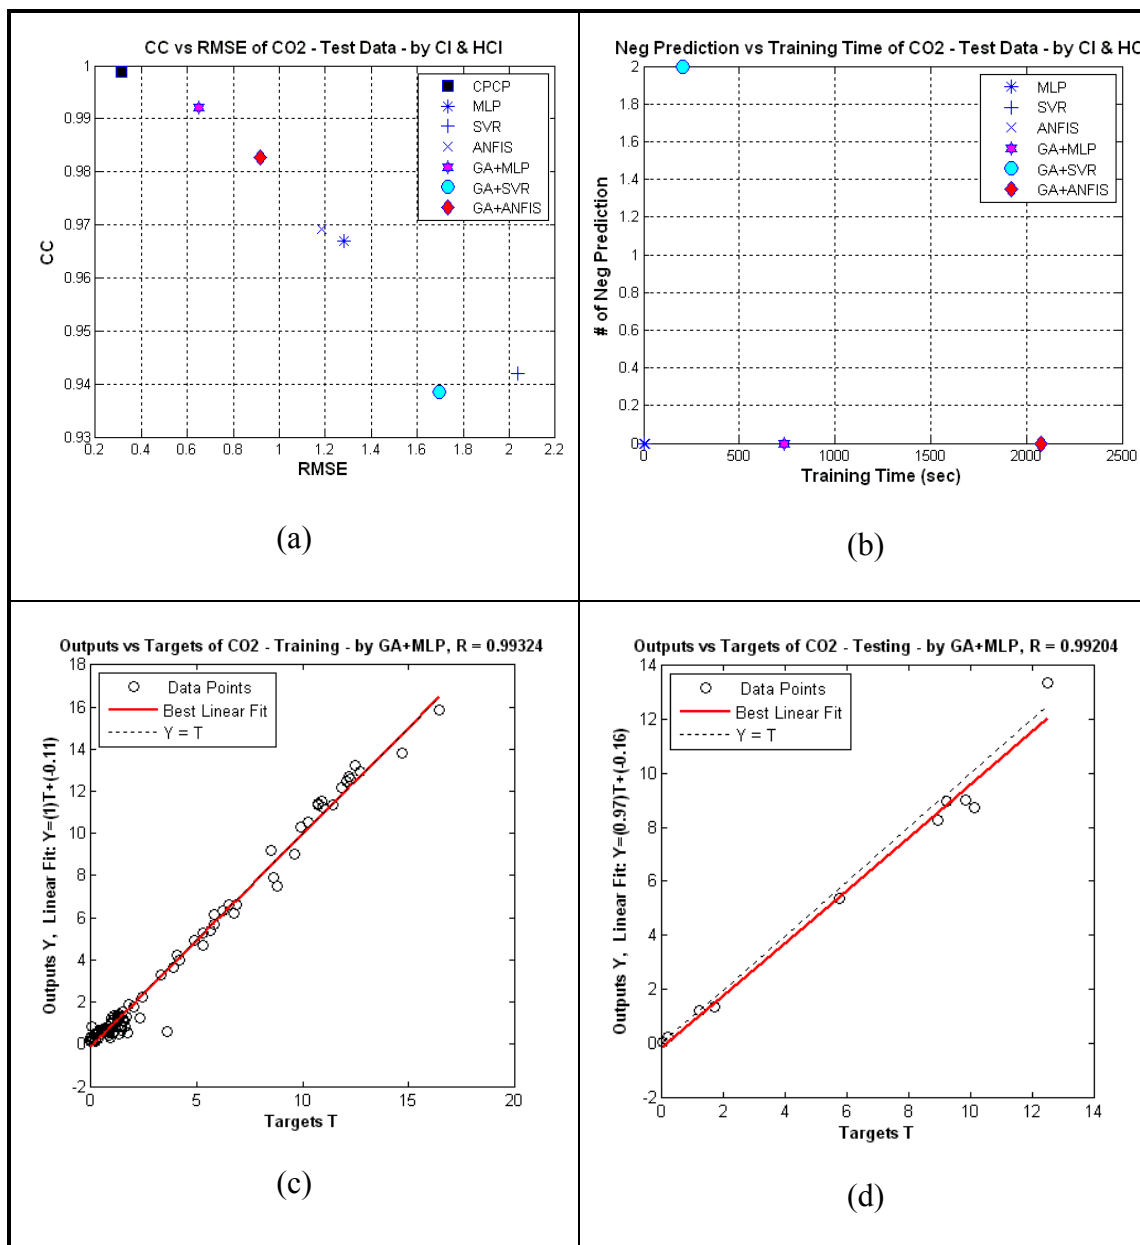 CC vs RMSE of CO2 - Test Data - by CI & HCI
1
0.99
0.98
0.97
0.96
0.95
0.94
0.93
CC
CPCP
MLP
SVR
ANFIS
GA+MLP
GA+SVR
GA+ANFIS
0.2 0.4 0.6 0.8 1 1.2 1.4 1.6 1.8 2 2.2
RMSE
(a)
Neg Prediction vs Training Time of CO2 - Test Data - by CI & HC
2
1.8
1.6
1.4
1.2
1
0.8
0.6
0.4
0.2
0
# of Neg Prediction
MLP
SVR
ANFIS
GA+MLP
GA+SVR
GA+ANFIS
0 500 1000 1500 2000 2500
Training Time (sec)
(b)
Outputs vs Targets of CO2 - Training - by GA+MLP, R = 0.99324
18
16
14
12
10
8
6
4
2
0
-2
Outputs Y, Linear Fit: Y=(1)T+(-0.11)
Data Points
Best Linear Fit
Y = T
0 5 10 15 20
Targets T
(c)
Outputs vs Targets of CO2 - Testing - by GA+MLP, R = 0.99204
14
12
10
8
6
4
2
0
-2
Outputs Y, Linear Fit: Y=(0.97)T+(-0.16)
Data Points
Best Linear Fit
Y = T
0 2 4 6 8 10 12 14
Targets T
(d)